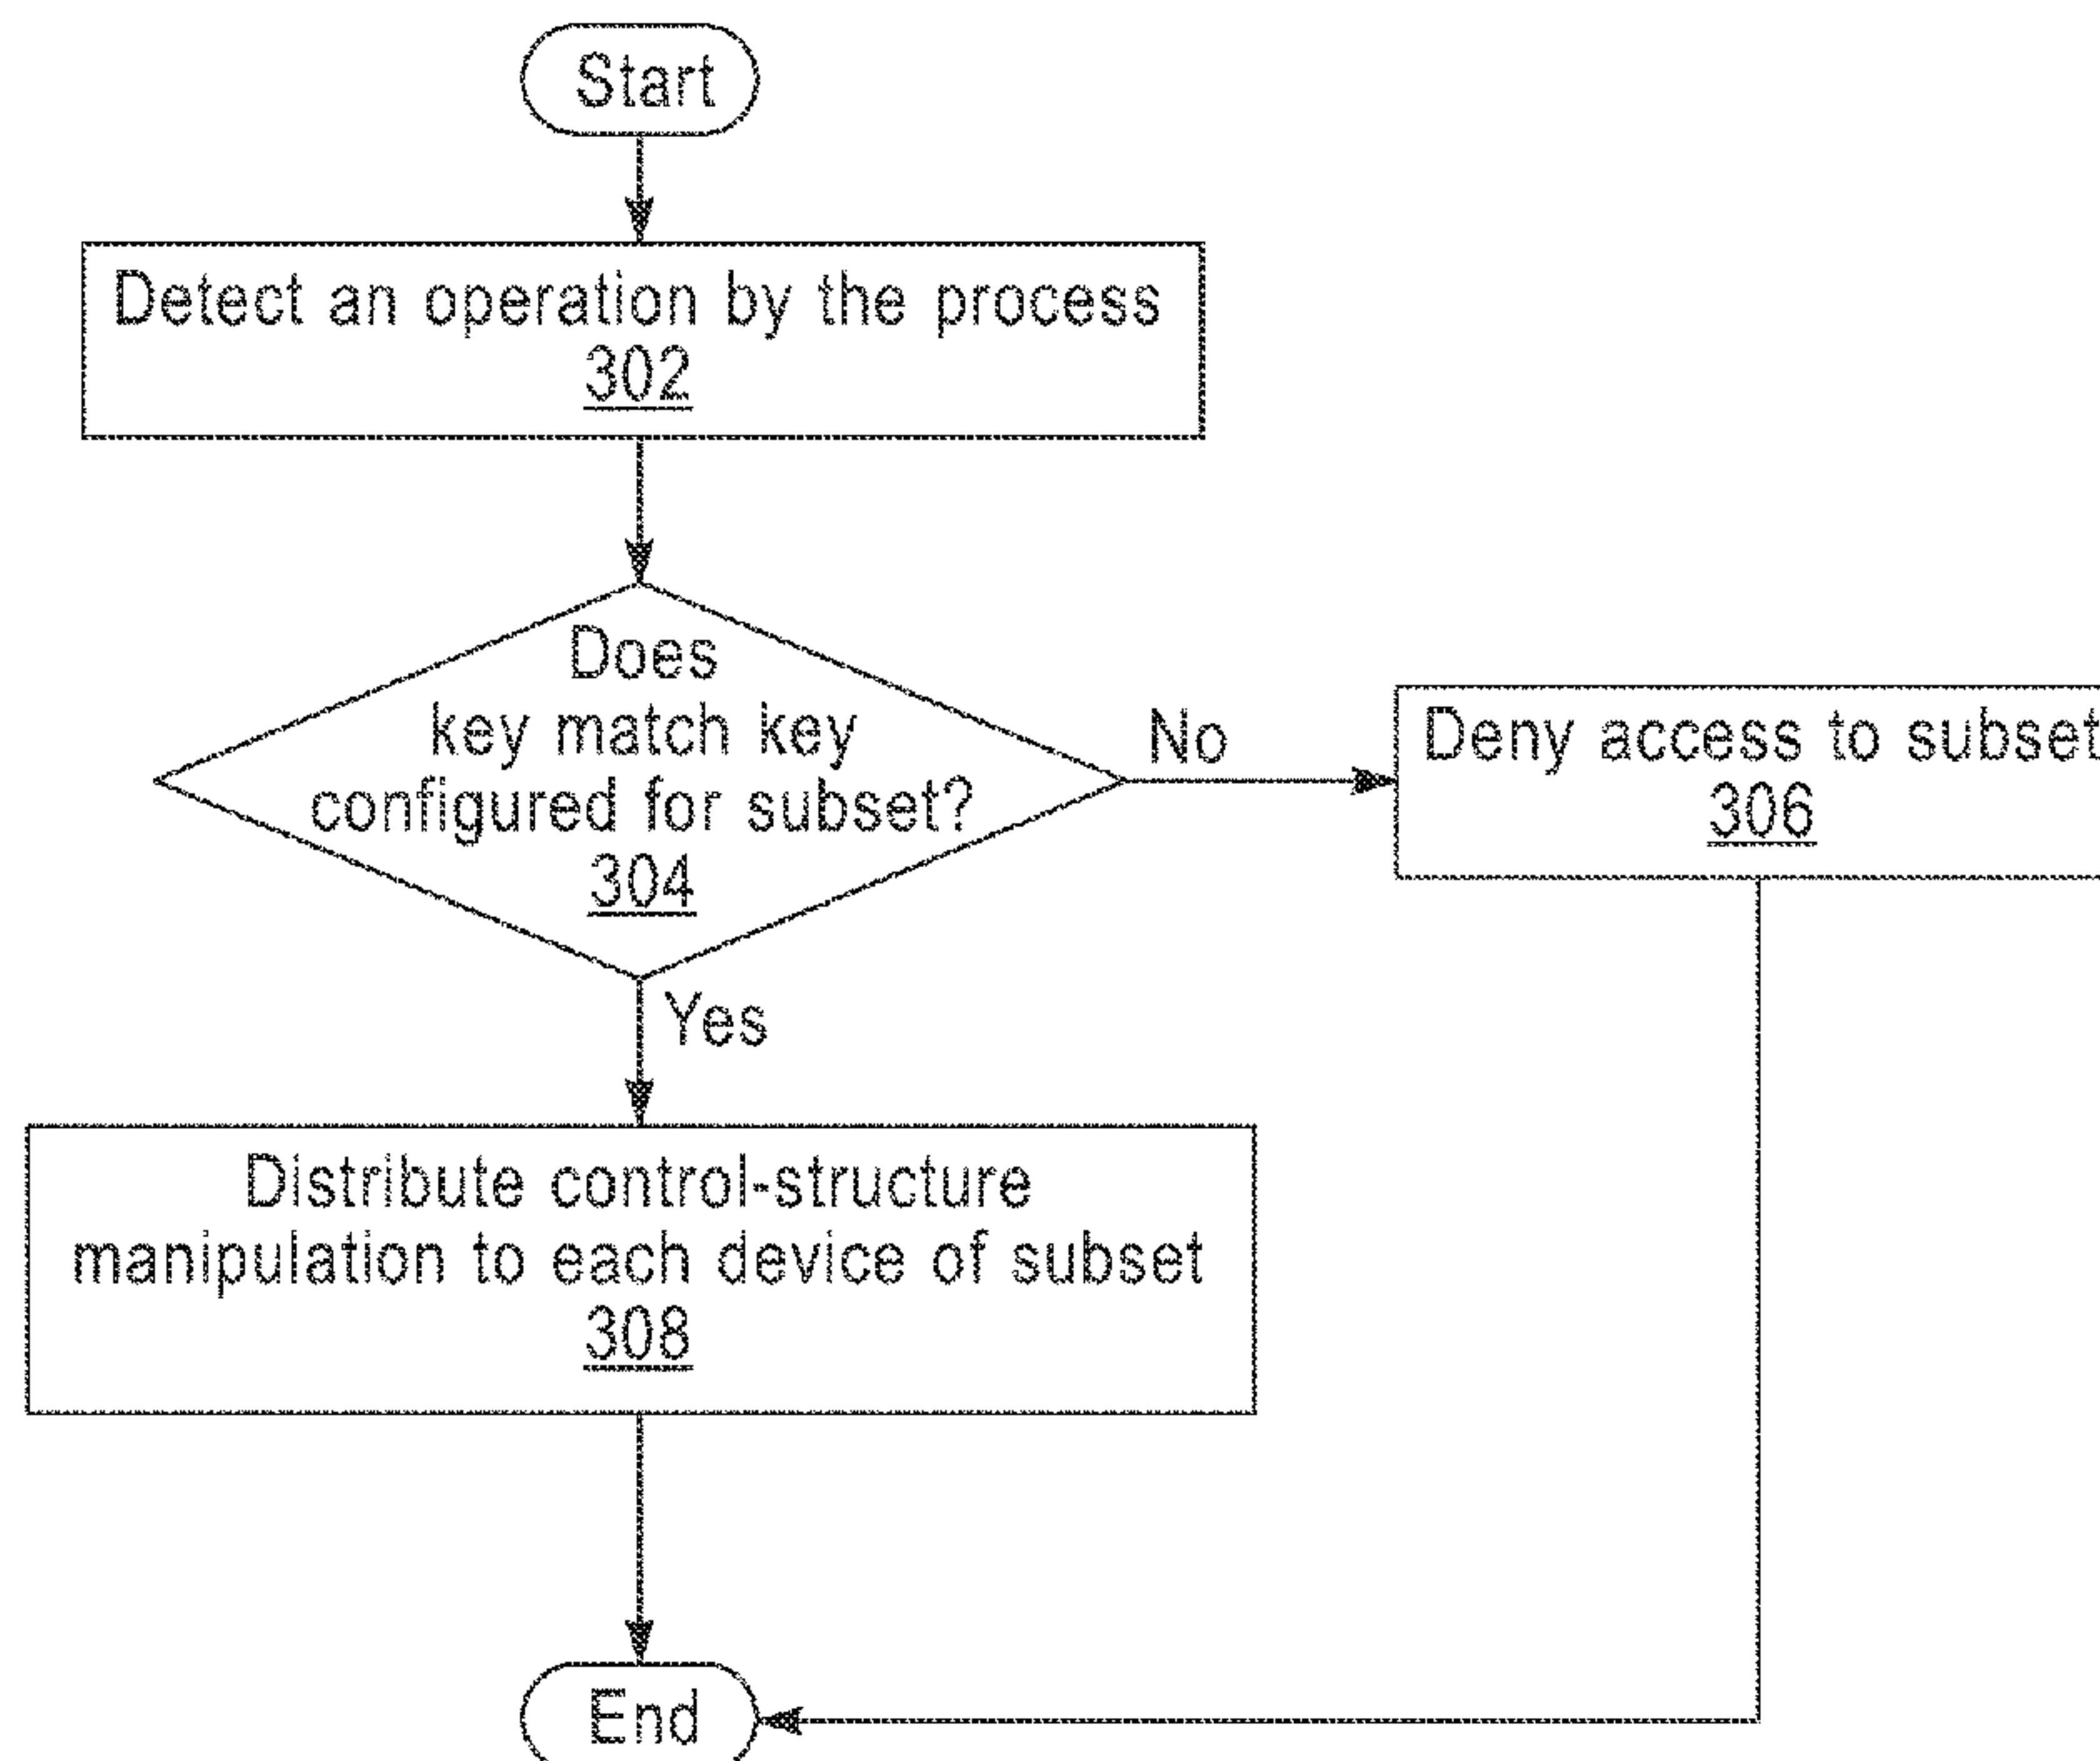 Start
Detect an operation by the process
302
Does
key match key
configured for subset?
304
No
Deny access to subset
306
Yes
Distribute control-structure
manipulation to each device of subset
308
End